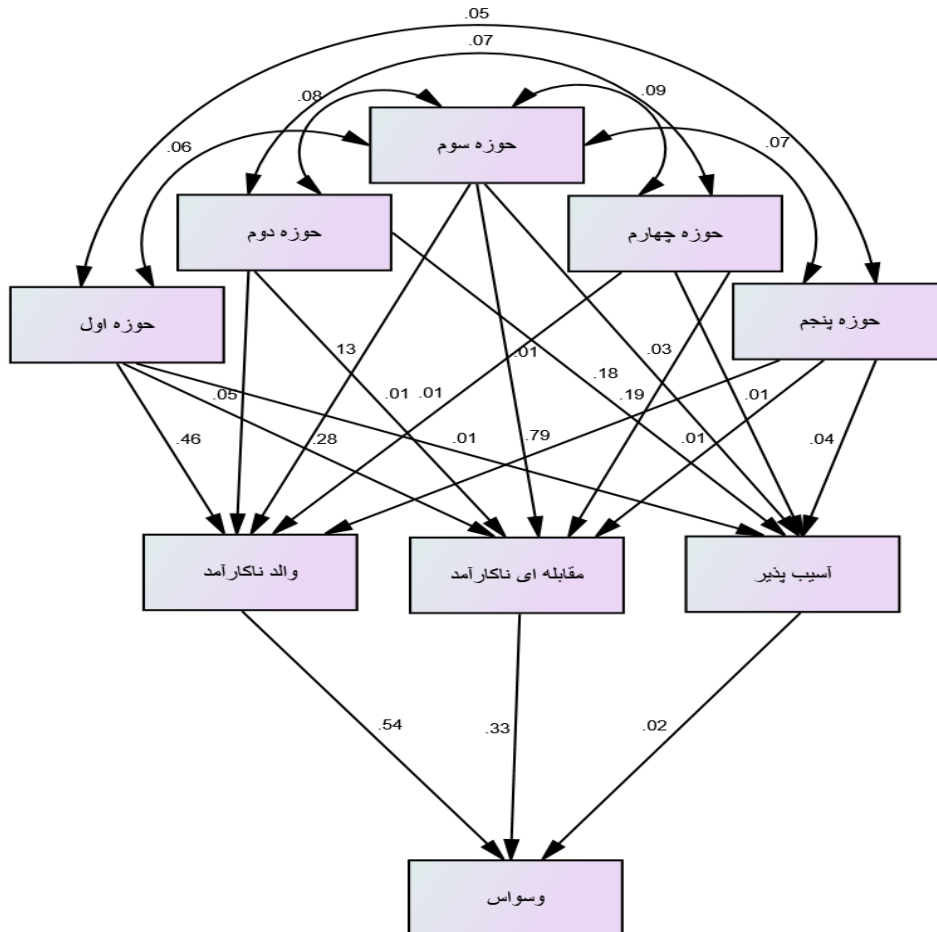 .05
.07
.08
.09
حوزه سوم
.06
.07
حوزه دوم
حوزه چهارم
حوزه اول
حوزه پنجم
.13
.01
.03
.05
.01
.01
.18
.19
.01
.46
.28
.01
.79
.01
.04
والد ناکارآمد
مقابله ای ناکارآمد
آسیب پذیر
.54
.33
.02
وسواس